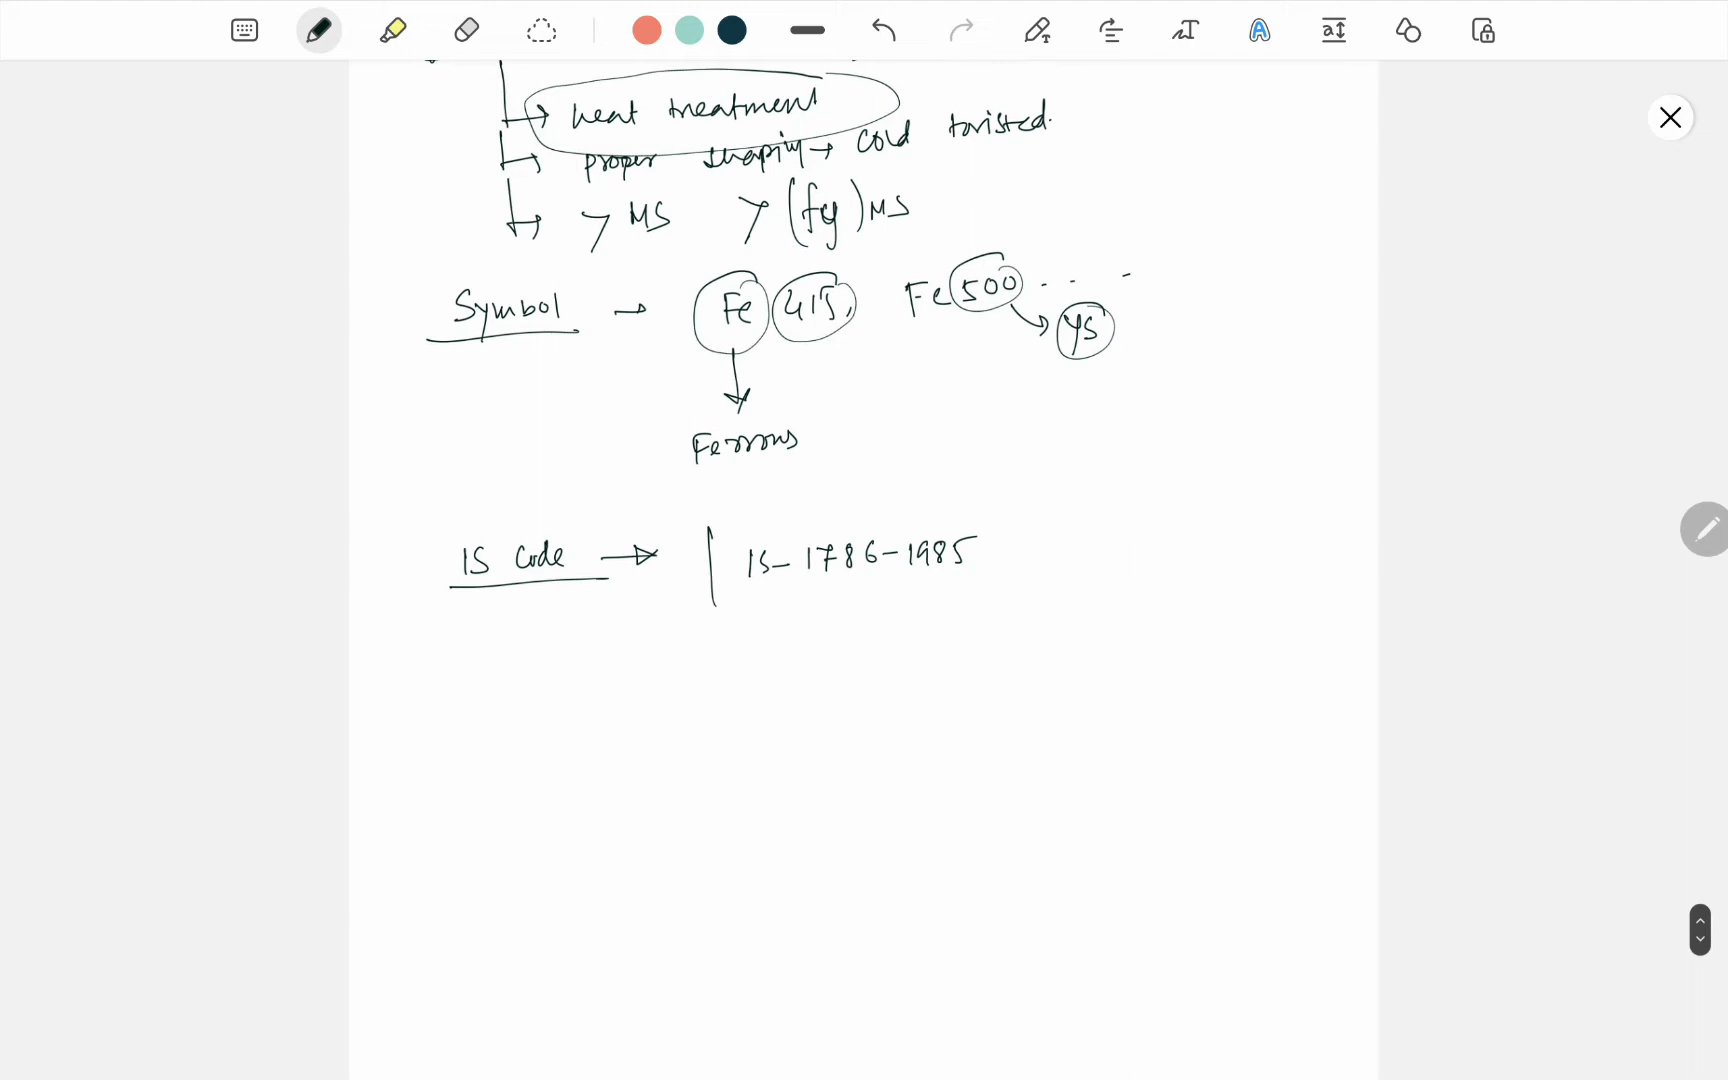 → heat treatment
→ proper shaping → cold twisted.
→ > MS > (fy) MS
Symbol → Fe 415, Fe 500 . . . -
YS
Ferrous
IS Code → | IS - 1786 - 1985